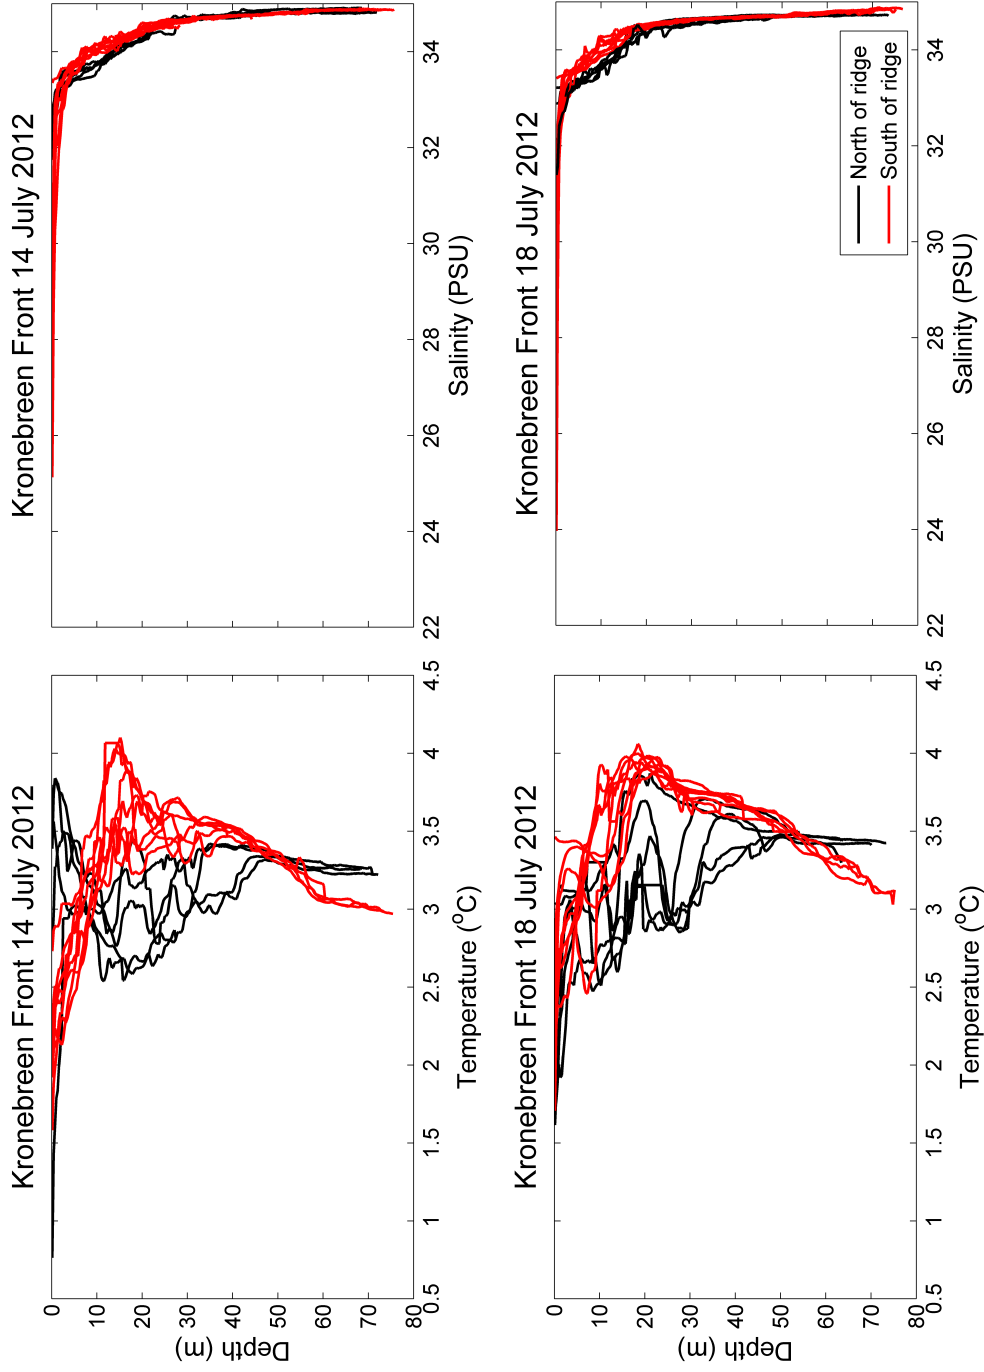 Kronebreen Front 14 July 2012
Depth (m)
0
10
20
30
40
50
60
70
80
0.5 1 1.5 2 2.5 3 3.5 4 4.5
Temperature (°C)
Kronebreen Front 14 July 2012
22 24 26 28 30 32 34
Salinity (PSU)
Kronebreen Front 18 July 2012
Depth (m)
0
10
20
30
40
50
60
70
80
0.5 1 1.5 2 2.5 3 3.5 4 4.5
Temperature (°C)
Kronebreen Front 18 July 2012
North of ridge
South of ridge
22 24 26 28 30 32 34
Salinity (PSU)